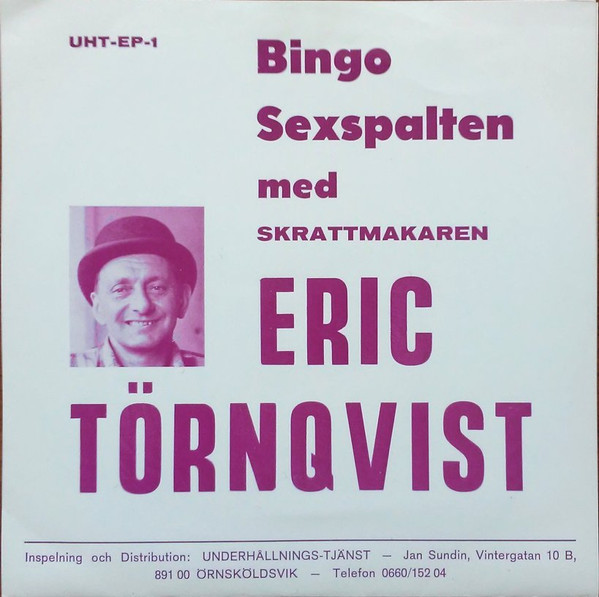 UHT-EP-1
Bingo
Sexspalten
med
SKRATTMAKAREN
ERIC
TÖRNQVIST
Inspelning och Distribution: UNDERHÅLLNINGS-TJÄNST — Jan Sundin, Vintergatan 10 B,
891 00 ÖRNSKÖLDSVIK — Telefon 0660/152 04